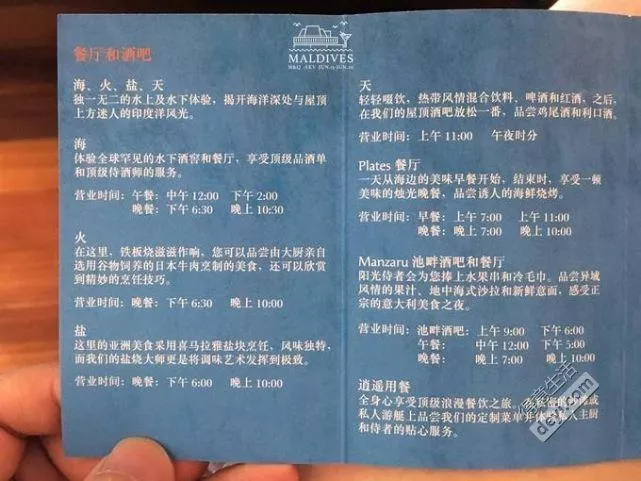 MALDIVES
餐厅和酒吧
海、火、盐、天
独一无二的水上及水下体验，揭开海洋深处与屋顶
上方迷人的印度洋风光。
海
体验全球罕见的水下酒窖和餐厅，享受顶级品酒单
和顶级侍酒师的服务。
营业时间：午餐：中午 12:00 下午 2:00
晚餐：下午 6:30 晚上 10:30
火
在这里，铁板烧滋滋作响，您可以品尝由大厨亲自
选用谷物饲养的日本牛肉烹制的美食，还可以欣赏
到精妙的烹饪技巧。
营业时间：晚餐：下午 6:30 晚上 10:00
盐
这里的亚洲美食采用喜马拉雅盐块烹饪，风味独特，
而我们的盐烧大师更是将调味艺术发挥到极致。
营业时间：晚餐：下午 6:00 晚上 10:00
天
轻轻啜饮，热带风情混合饮料、啤酒和红酒，之后，
在我们的屋顶酒吧放松一番，品尝鸡尾酒和利口酒。
营业时间：上午 11:00 午夜时分
Plates 餐厅
一天从海边的美味早餐开始，结束时，享受一顿
美味的烛光晚餐，品尝诱人的海鲜烧烤。
营业时间：早餐：上午 7:00 上午 11:00
晚餐：晚上 7:00 晚上 10:00
Manzaru 池畔酒吧和餐厅
阳光侍者会为您捧上水果串和冷毛巾。品尝异域
风情的果汁、地中海式沙拉和新鲜意面，感受正
宗的意大利美食之夜。
营业时间：池畔酒吧：上午 9:00 下午 6:00
午餐：中午 12:00 下午 5:00
晚餐：晚上 7:00 晚上 10:00
逍遥用餐
全身心享受顶级浪漫餐饮之旅。在私密的沙滩或
私人游艇上品尝我们的定制菜单并体验私人主厨
和侍者的贴心服务。